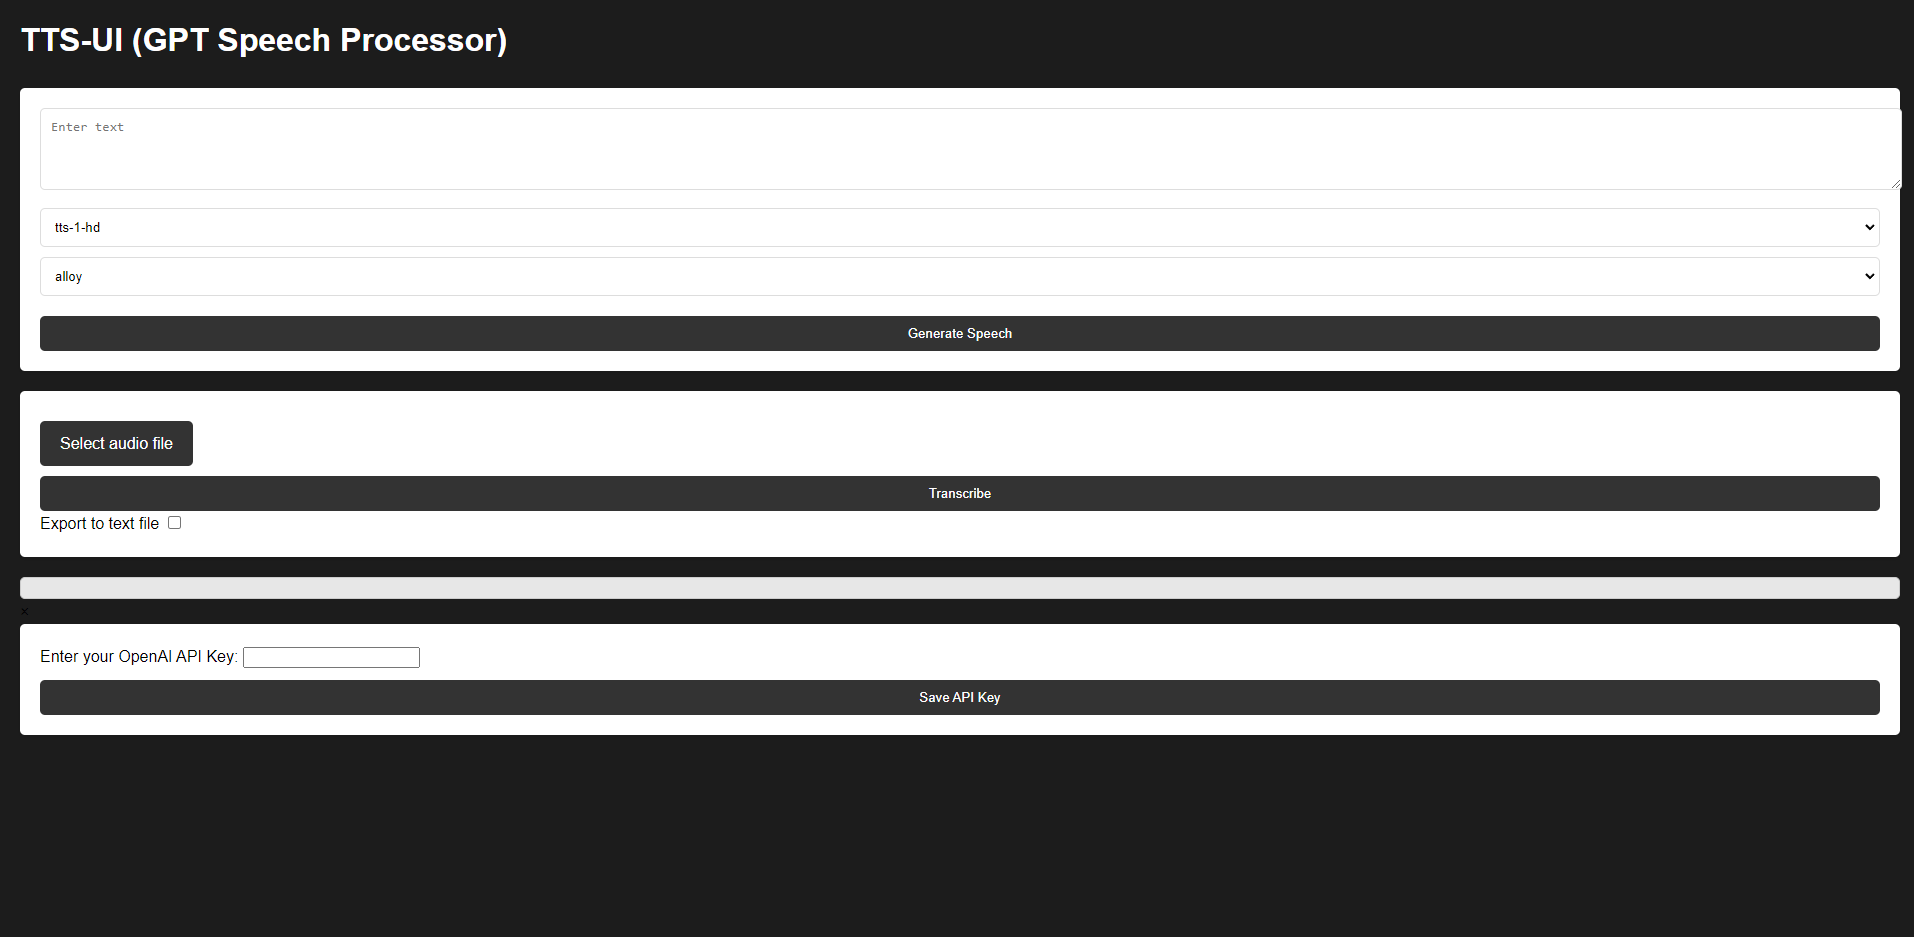 TTS-UI (GPT Speech Processor)
Enter text
tts-1-hd
alloy
Generate Speech
Select audio file
Transcribe
Export to text file
×
Enter your OpenAI API Key:
Save API Key